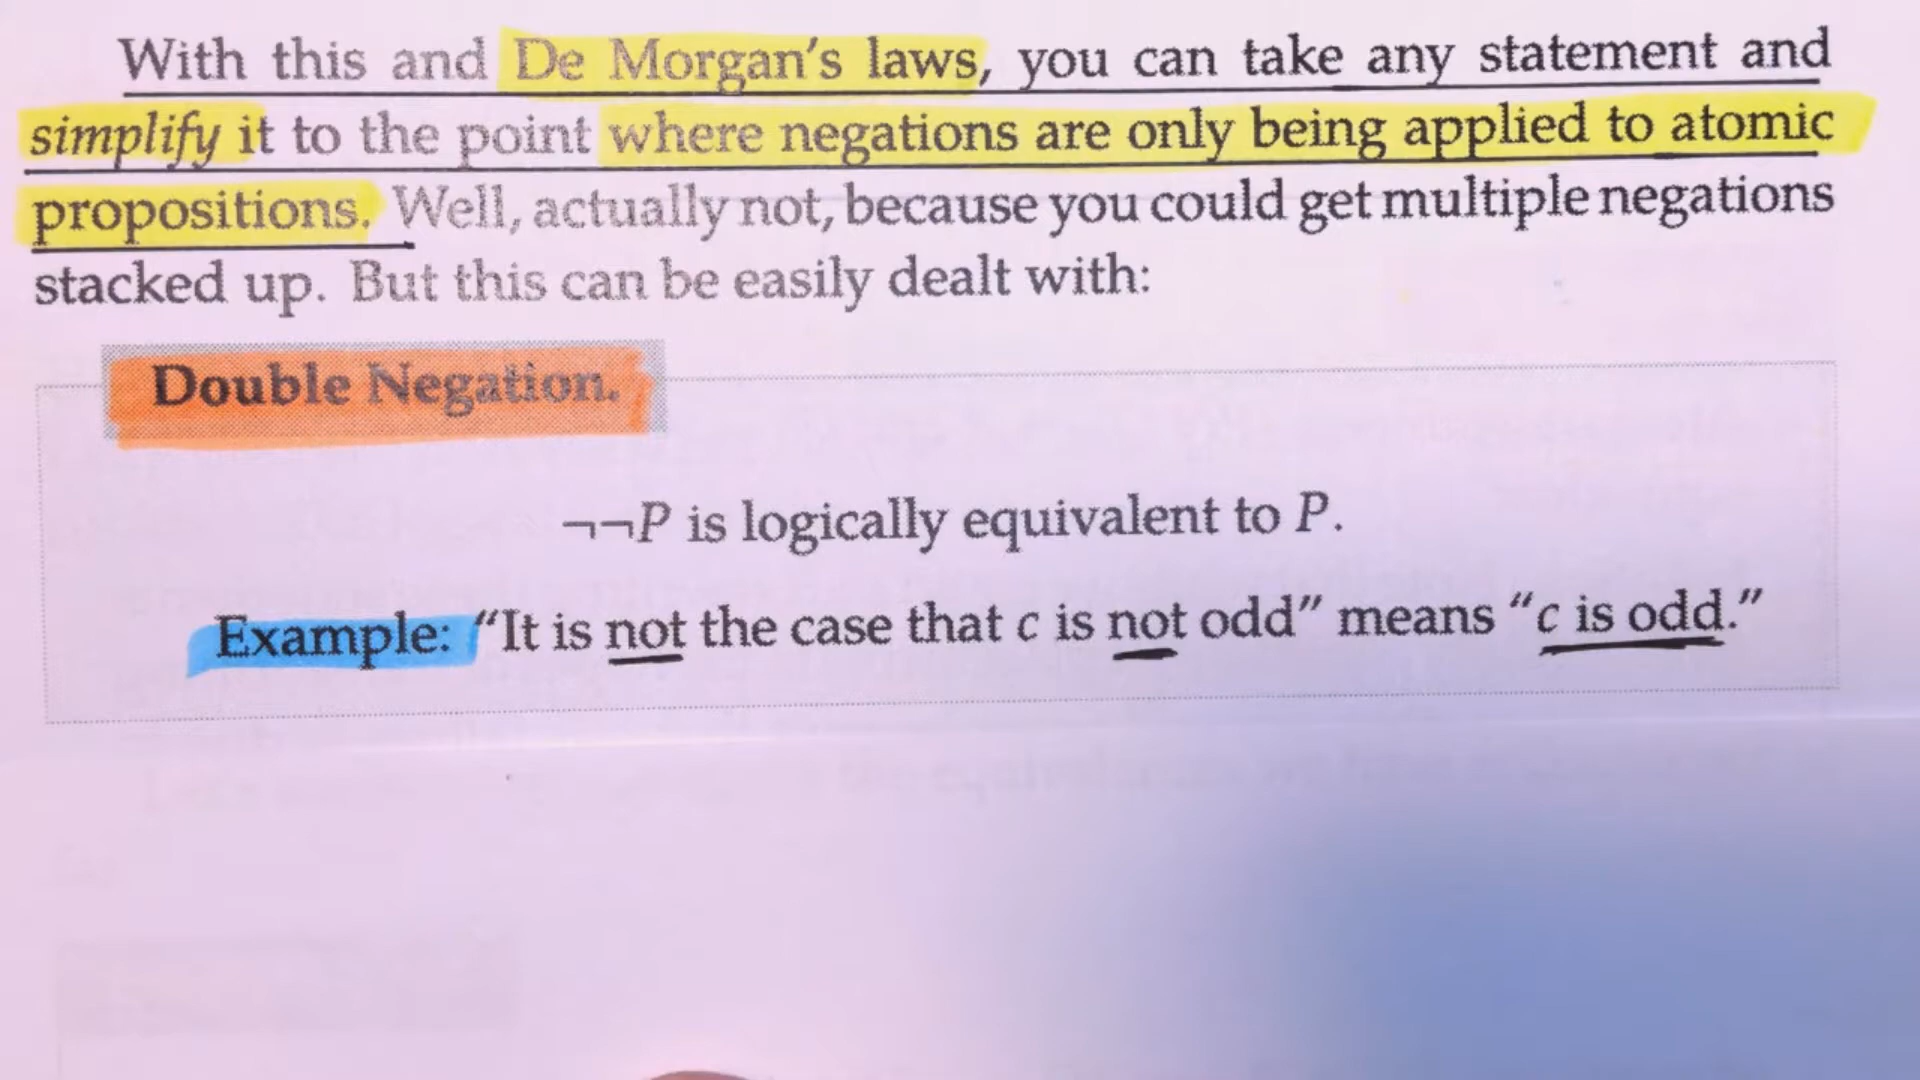 With this and De Morgan's laws, you can take any statement and
simplify it to the point where negations are only being applied to atomic
propositions. Well, actually not, because you could get multiple negations
stacked up. But this can be easily dealt with:
Double Negation.
¬¬P is logically equivalent to P.
Example: “It is not the case that c is not odd” means “c is odd.”